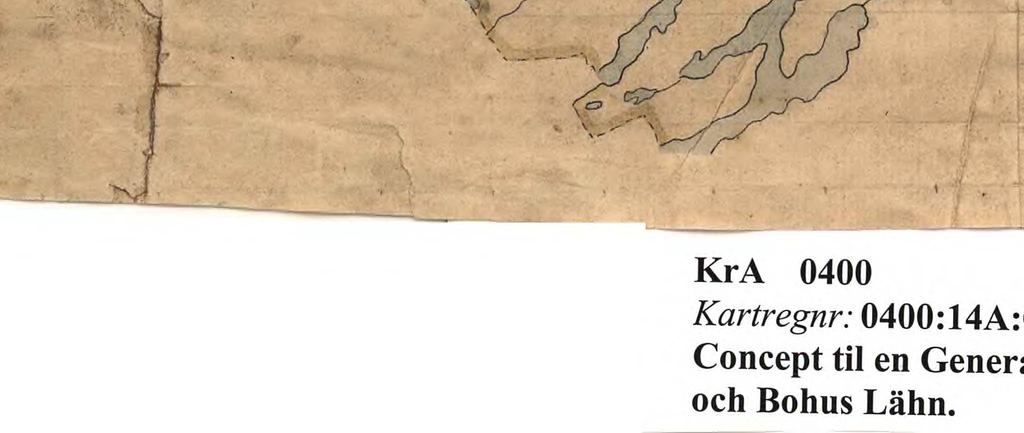 KrA 0400
Kartregnr: 0400:14A:
Concept til en Genera
och Bohus Lähn.